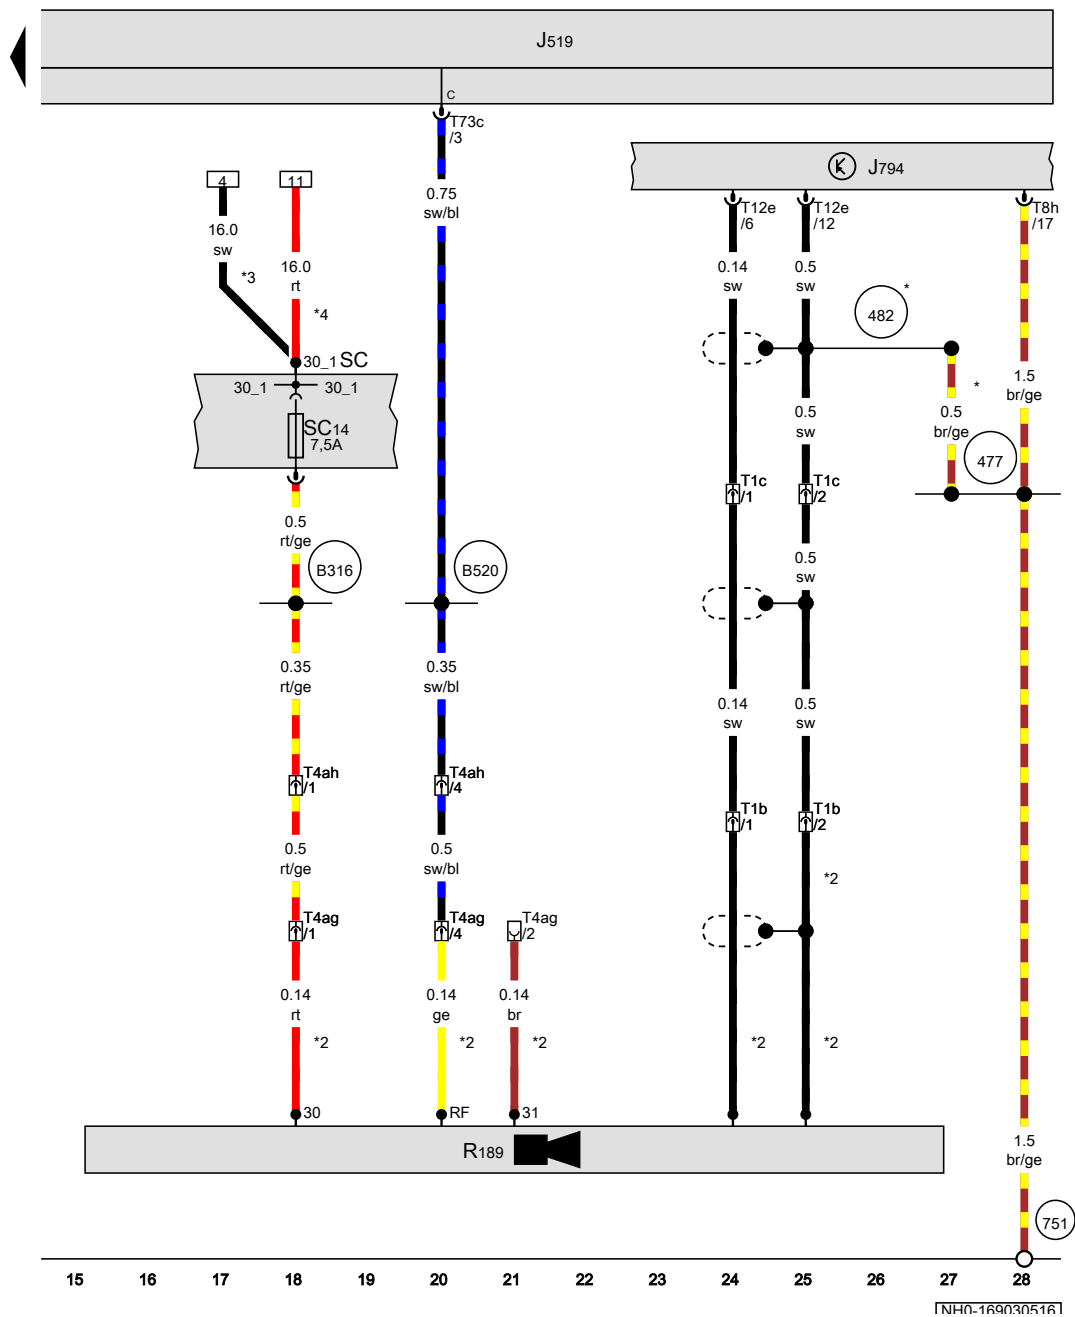 J519
c
T73c
/3
J794
4
11
T12e
/6
T12e
/12
T8h
/17
0.75
sw/bl
16.0
sw
*3
16.0
rt
*4
0.14
sw
0.5
sw
482
*
30_1 SC
30_1
30_1
SC14
7,5A
0.5
sw
0.5
br/ge
*
1.5
br/ge
477
T1c
/1
T1c
/2
0.5
rt/ge
B316
B520
0.5
sw
0.35
rt/ge
0.35
sw/bl
0.14
sw
0.5
sw
T4ah
/1
T4ah
/4
T1b
/1
T1b
/2
0.5
rt/ge
0.5
sw/bl
*2
T4ag
/1
T4ag
/4
T4ag
/2
0.14
rt
0.14
ge
0.14
br
*2
*2
*2
*2
*2
30
RF
31
R189
1.5
br/ge
751
15 16 17 18 19 20 21 22 23 24 25 26 27 28
NH0-169030516